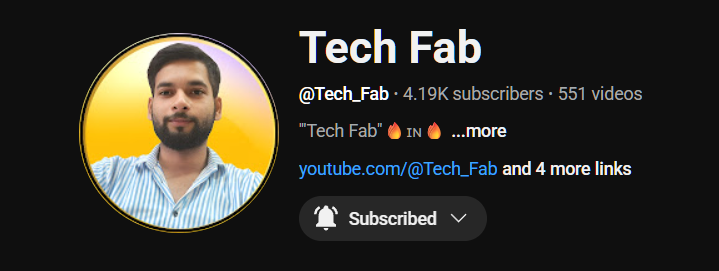 Tech Fab
@Tech_Fab · 4.19K subscribers · 551 videos
"'Tech Fab" 🔥 ɪɴ 🔥 ...more
youtube.com/@Tech_Fab and 4 more links
Subscribed